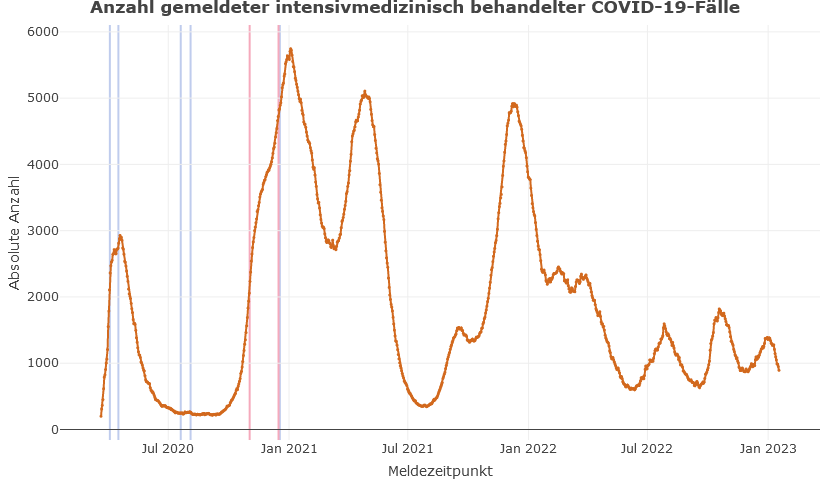 Anzahl gemeldeter intensivmedizinisch behandelter COVID-19-Fälle
6000
5000
4000
3000
2000
1000
0
Absolute Anzahl
Jul 2020 Jan 2021 Jul 2021 Jan 2022 Jul 2022 Jan 2023
Meldezeitpunkt